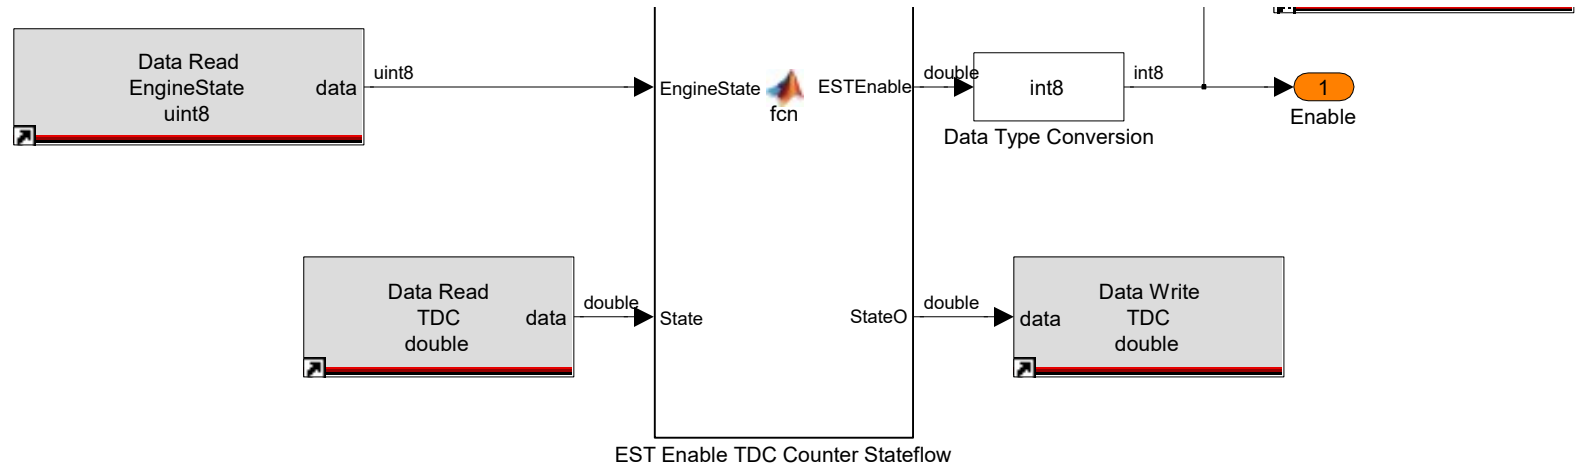 Data Read
EngineState
uint8
data
uint8
EngineState
fcn
ESTEnable
double
int8
Data Type Conversion
int8
1
Enable
Data Read
TDC
double
data
double
State
StateO
double
data
Data Write
TDC
double
EST Enable TDC Counter Stateflow